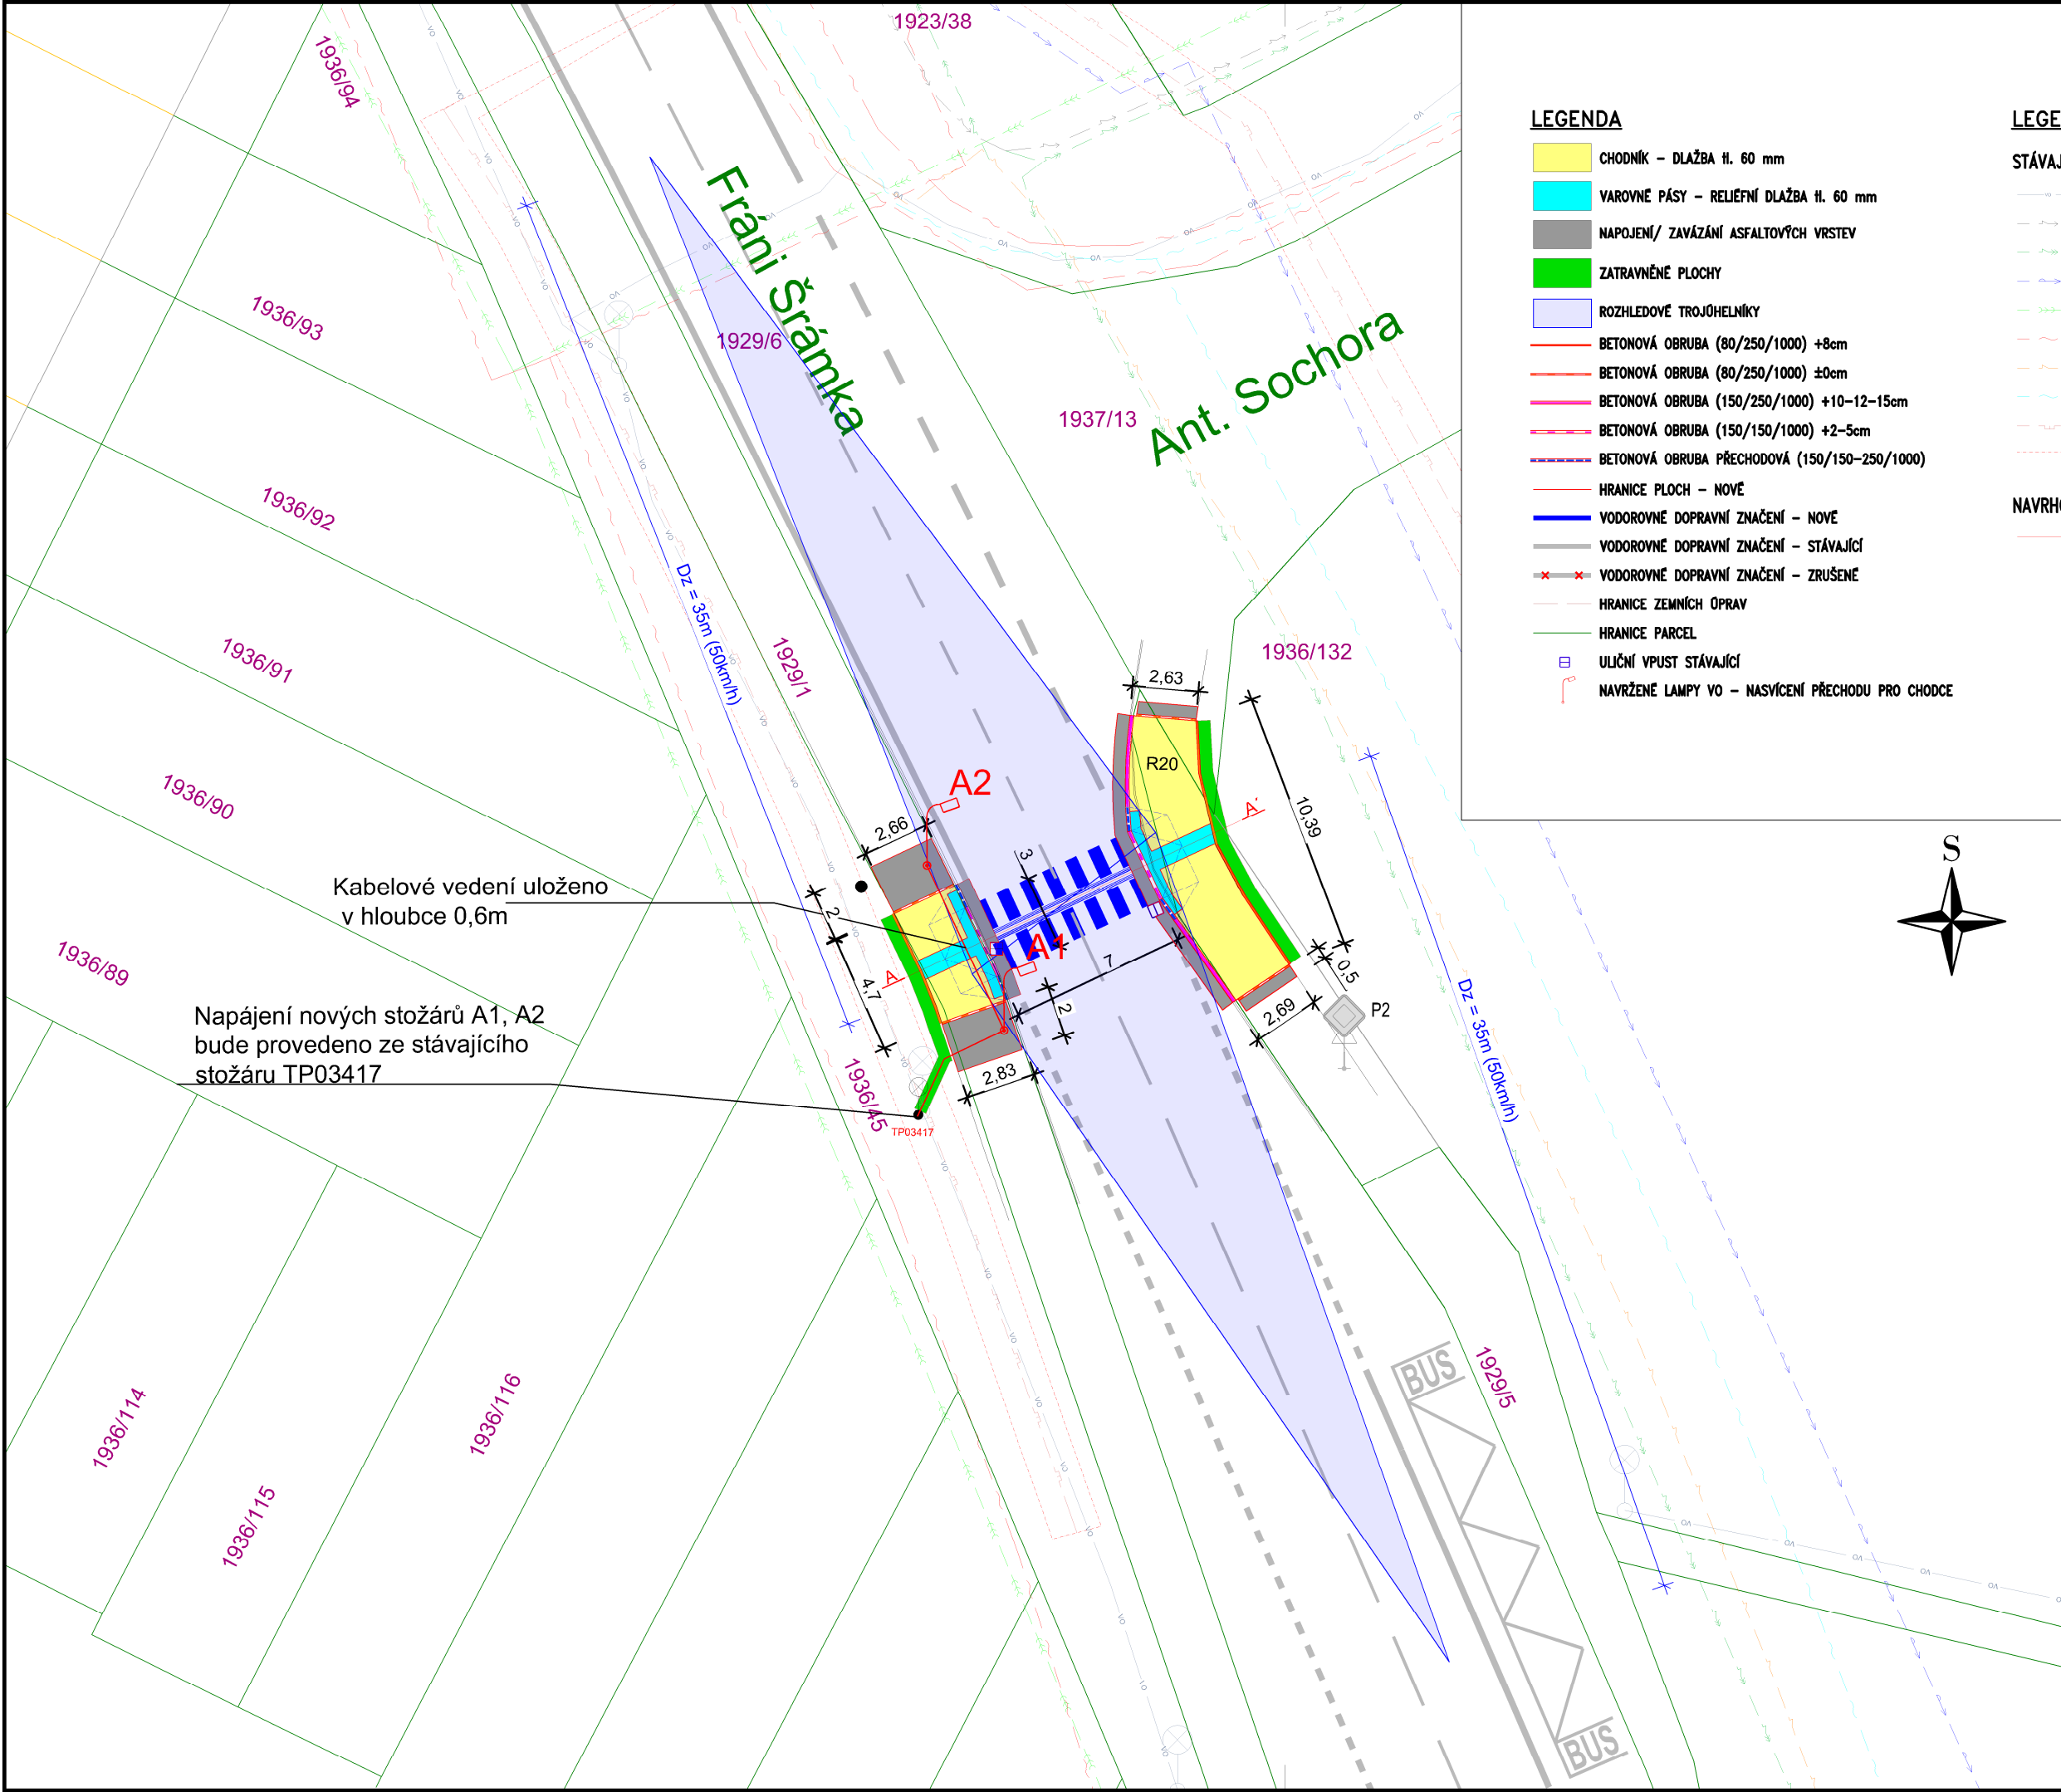 1923/38
1936/94
Fráni Šrámka
1929/6
Ant. Sochora
1937/13
1936/93
1936/92
1936/91
1936/90
1936/89
1929/1
1936/132
Dz = 35m (50km/h)
2,63
R20
A2
2,66
3
10,39
A´
Kabelové vedení uloženo
v hloubce 0,6m
2
4,7
A
A1
7
2
0,5
2,69
P2
2,83
Dz = 35m (50km/h)
Napájení nových stožárů A1, A2
bude provedeno ze stávajícího
stožáru TP03417
1936/45
TP03417
1936/114
1936/115
1936/116
1929/5
BUS
BUS
S
LEGENDA
CHODNÍK – DLAŽBA tl. 60 mm
VAROVNÉ PÁSY – RELIÉFNÍ DLAŽBA tl. 60 mm
NAPOJENÍ/ ZAVÁZÁNÍ ASFALTOVÝCH VRSTEV
ZATRAVNĚNÉ PLOCHY
ROZHLEDOVÉ TROJÚHELNÍKY
BETONOVÁ OBRUBA (80/250/1000) +8cm
BETONOVÁ OBRUBA (80/250/1000) ±0cm
BETONOVÁ OBRUBA (150/250/1000) +10-12-15cm
BETONOVÁ OBRUBA (150/150/1000) +2-5cm
BETONOVÁ OBRUBA PŘECHODOVÁ (150/150-250/1000)
HRANICE PLOCH – NOVÉ
VODOROVNÉ DOPRAVNÍ ZNAČENÍ – NOVÉ
VODOROVNÉ DOPRAVNÍ ZNAČENÍ – STÁVAJÍCÍ
VODOROVNÉ DOPRAVNÍ ZNAČENÍ – ZRUŠENÉ
HRANICE ZEMNÍCH ÚPRAV
HRANICE PARCEL
ULIČNÍ VPUST STÁVAJÍCÍ
NAVRŽENÉ LAMPY VO – NASVÍCENÍ PŘECHODU PRO CHODCE